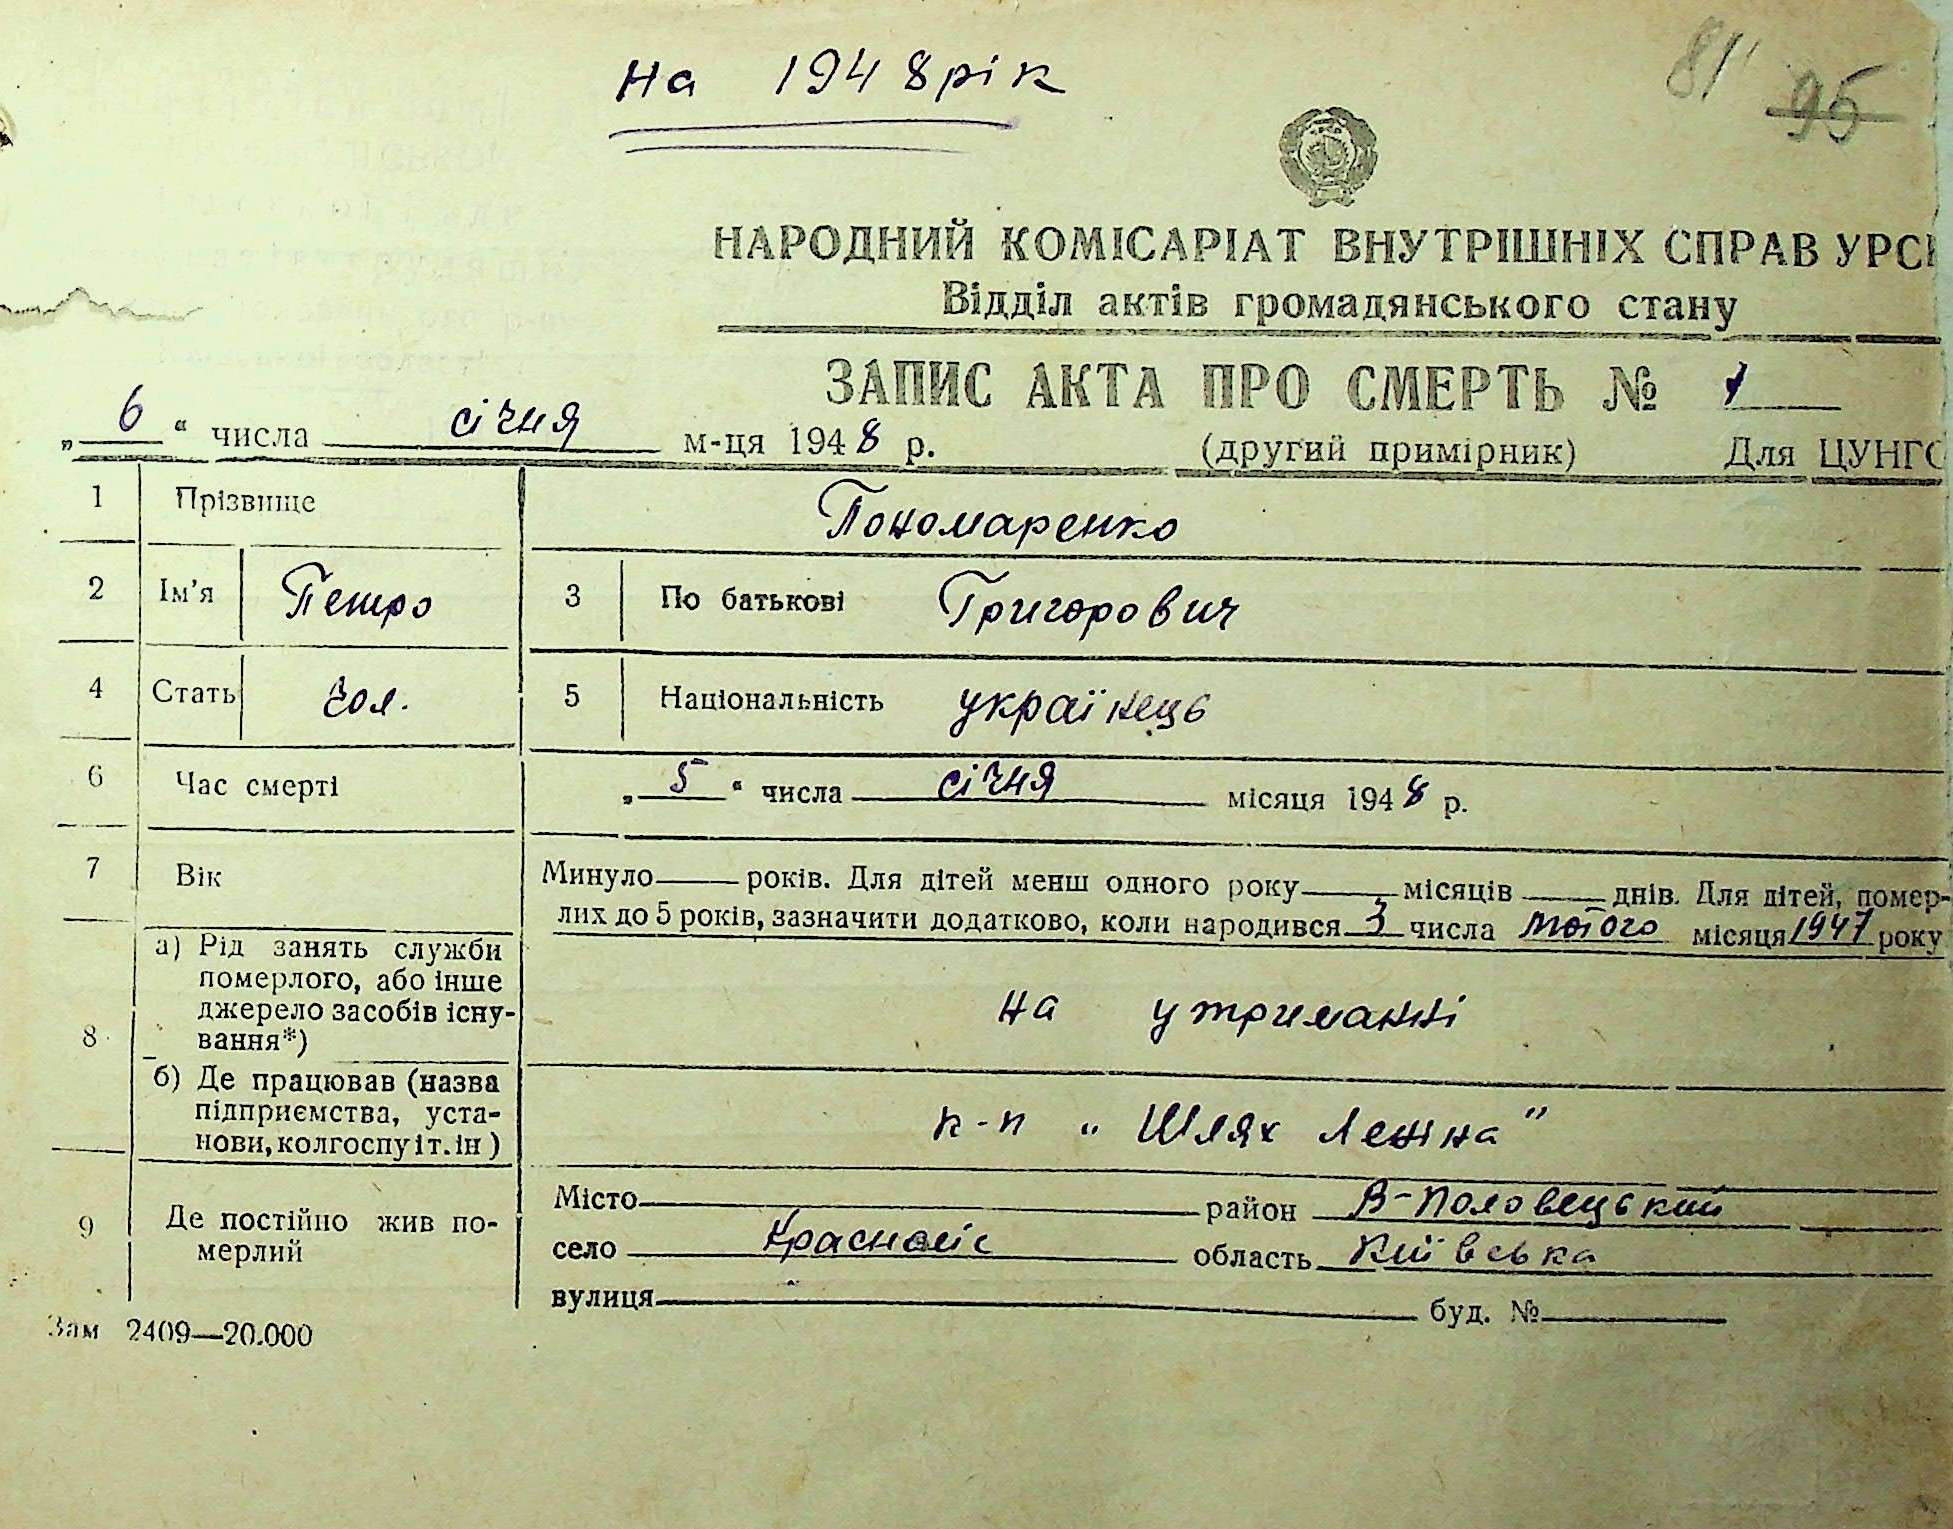 На 1948 рік
81 95
НАРОДНИЙ КОМІСАРІАТ ВНУТРІШНІХ СПРАВ УРС
Відділ актів громадянського стану
ЗАПИС АКТА ПРО СМЕРТЬ № 1
„ 6 “ числа січня м-ця 1948 р. (другий примірник) Для ЦУНГО
1 Прізвище Пономаренко
2 Ім'я Петро 3 По батькові Григорович
4 Стать чол. 5 Національність українець
6 Час смерті „ 5 “ числа січня місяця 1948 р.
7 Вік Минуло років. Для дітей менш одного року місяців днів. Для дітей, помер-
лих до 5 років, зазначити додатково, коли народився 3 числа лютого місяця 1947 року
8 а) Рід занять служби
померлого, або інше
джерело засобів існу-
вання*)
на утриманні
б) Де працював (назва
підприємства, уста-
нови, колгоспу і т. ін)
к-п „Шлях Леніна"
9 Де постійно жив по-
мерлий
Місто район В-Половецький
село Краснолiс область Київська
вулиця буд. №
Зам 2409—20.000